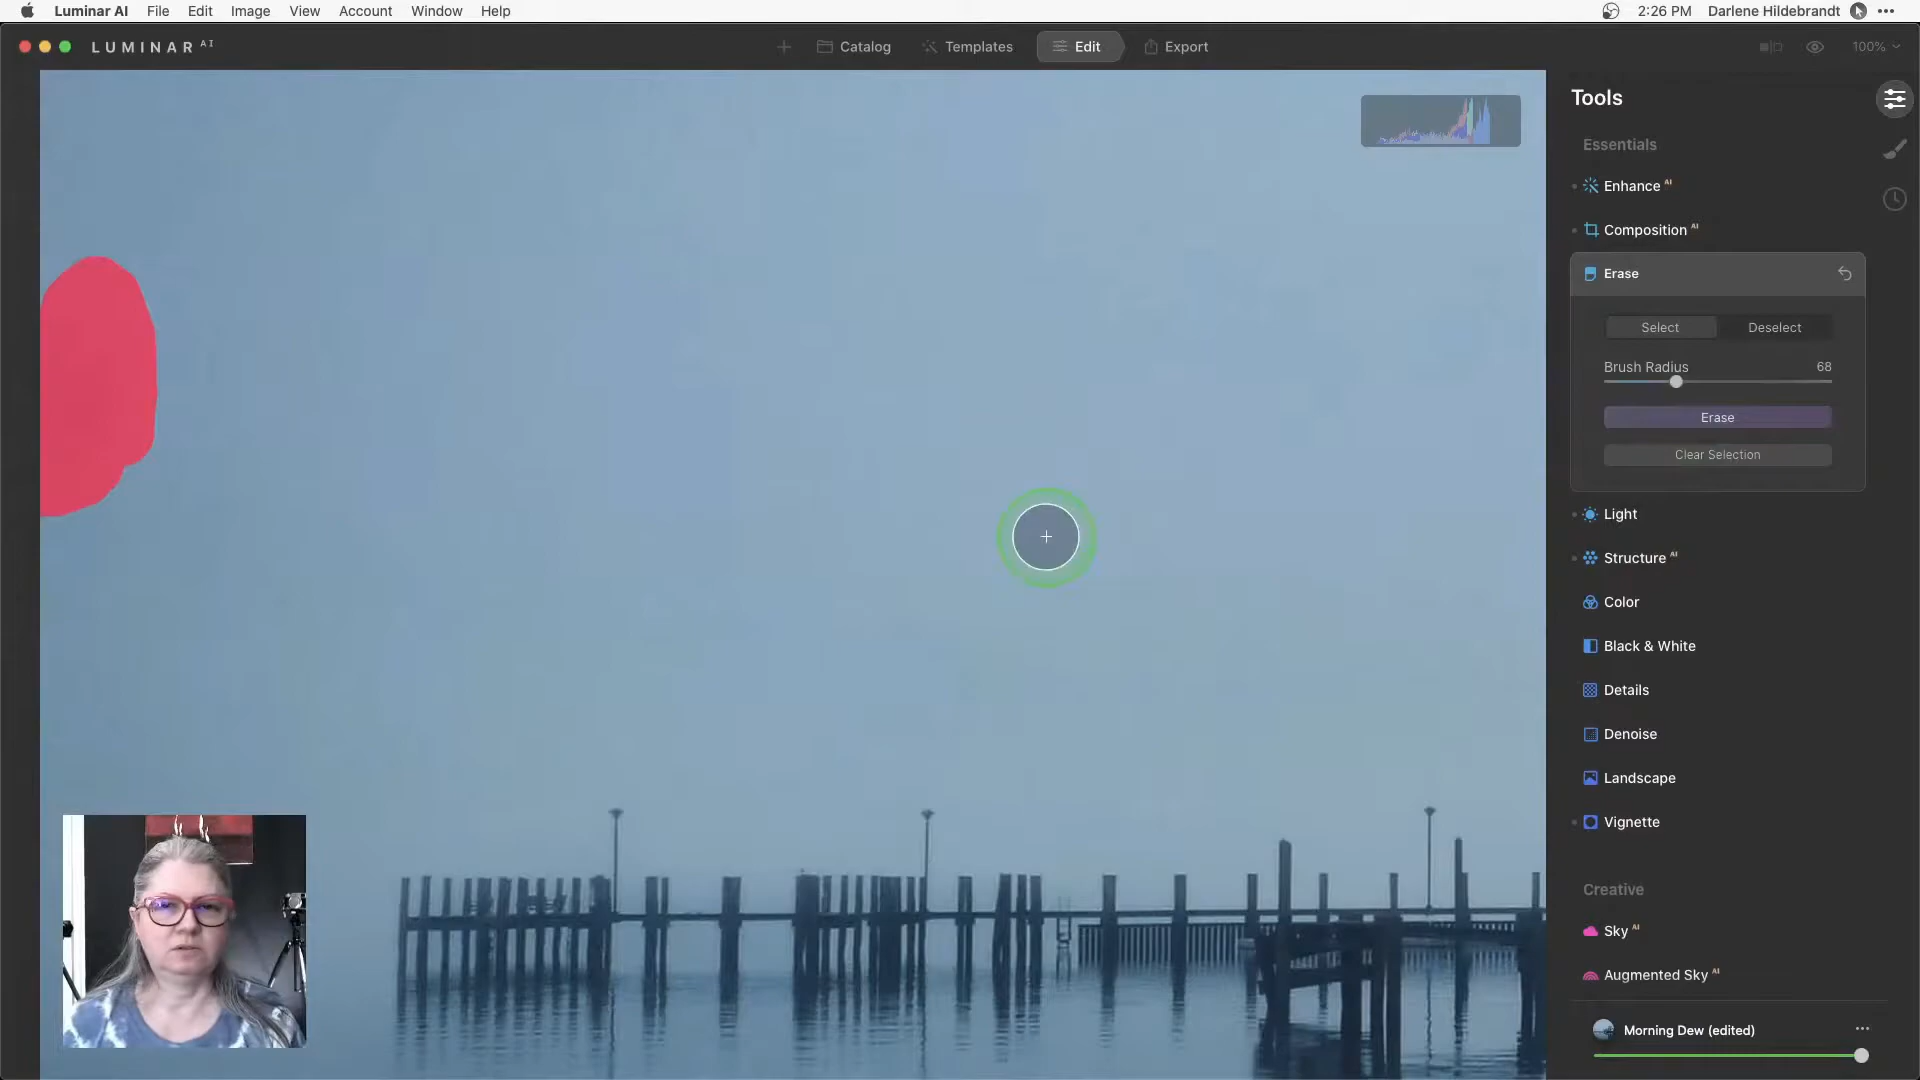 Luminar AI File Edit Image View Account Window Help 2:26 PM Darlene Hildebrandt
LUMINAR AI + Catalog Templates Edit Export 100%
Tools
Essentials
Enhance AI
Composition AI
Erase
Select Deselect
Brush Radius 68
Erase
Clear Selection
Light
Structure AI
Color
Black & White
Details
Denoise
Landscape
Vignette
Creative
Sky AI
Augmented Sky AI
Morning Dew (edited)